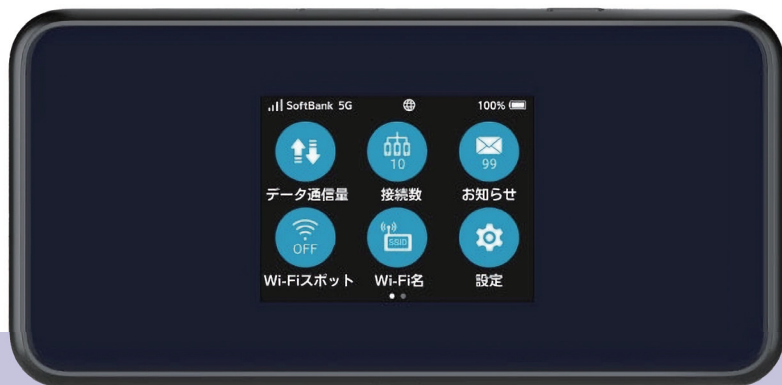 SoftBank 5G 100%
10 99
データ通信量 接続数 お知らせ
OFF SSID
Wi-Fiスポット Wi-Fi名 設定